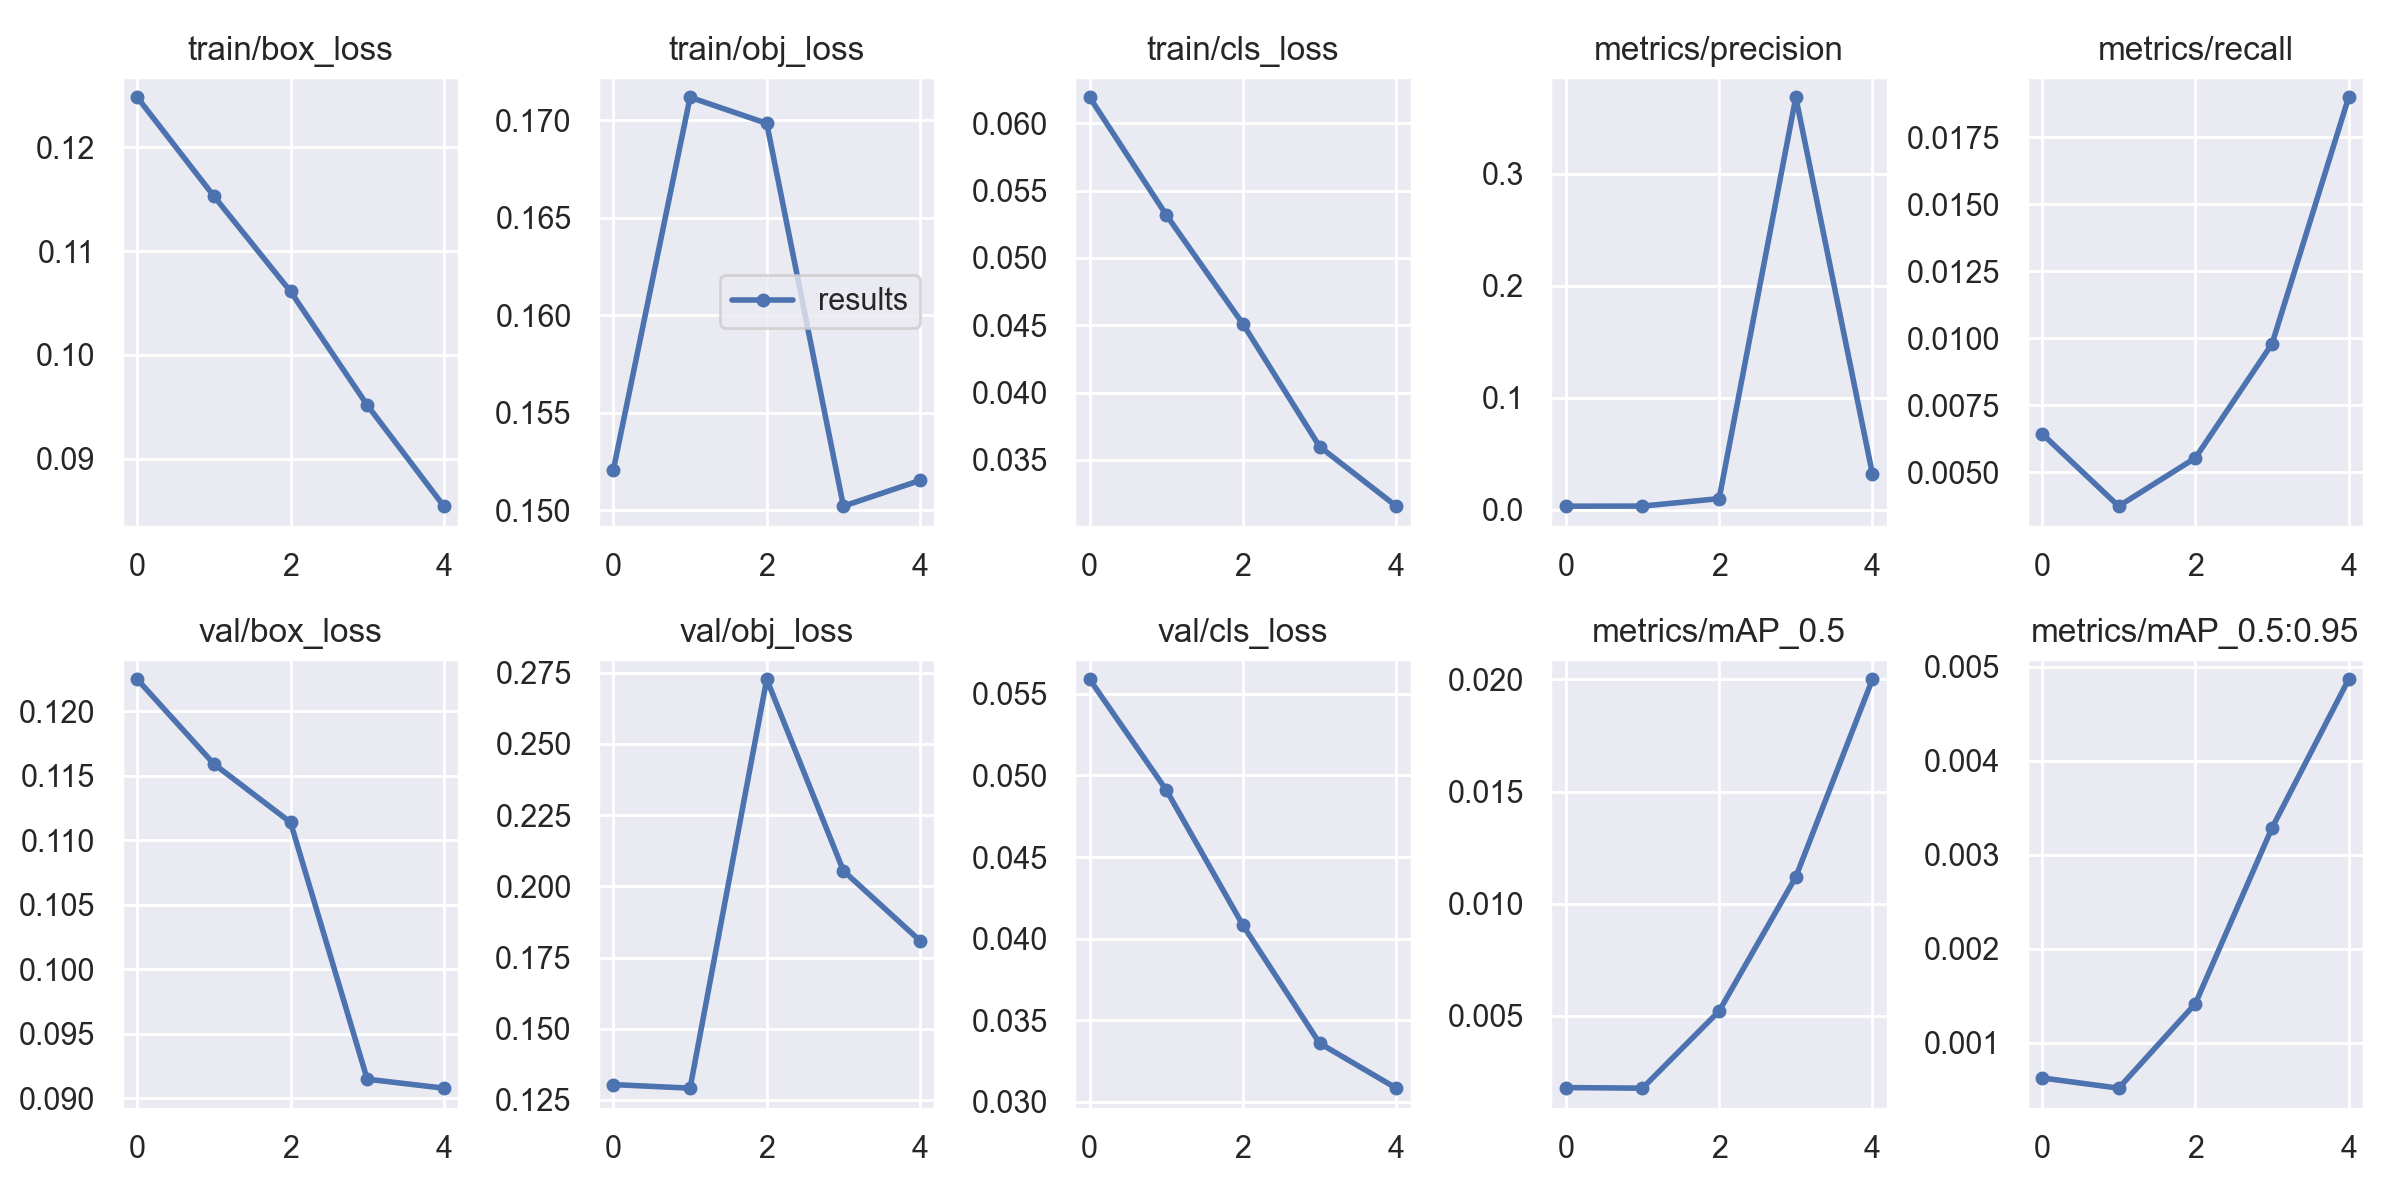 train/box_loss
0.12
0.11
0.10
0.09
0 2 4
train/obj_loss
0.170
0.165
0.160
0.155
0.150
results
0 2 4
train/cls_loss
0.060
0.055
0.050
0.045
0.040
0.035
0 2 4
metrics/precision
0.3
0.2
0.1
0.0
0 2 4
metrics/recall
0.0175
0.0150
0.0125
0.0100
0.0075
0.0050
0 2 4
val/box_loss
0.120
0.115
0.110
0.105
0.100
0.095
0.090
0 2 4
val/obj_loss
0.275
0.250
0.225
0.200
0.175
0.150
0.125
0 2 4
val/cls_loss
0.055
0.050
0.045
0.040
0.035
0.030
0 2 4
metrics/mAP_0.5
0.020
0.015
0.010
0.005
0 2 4
metrics/mAP_0.5:0.95
0.005
0.004
0.003
0.002
0.001
0 2 4